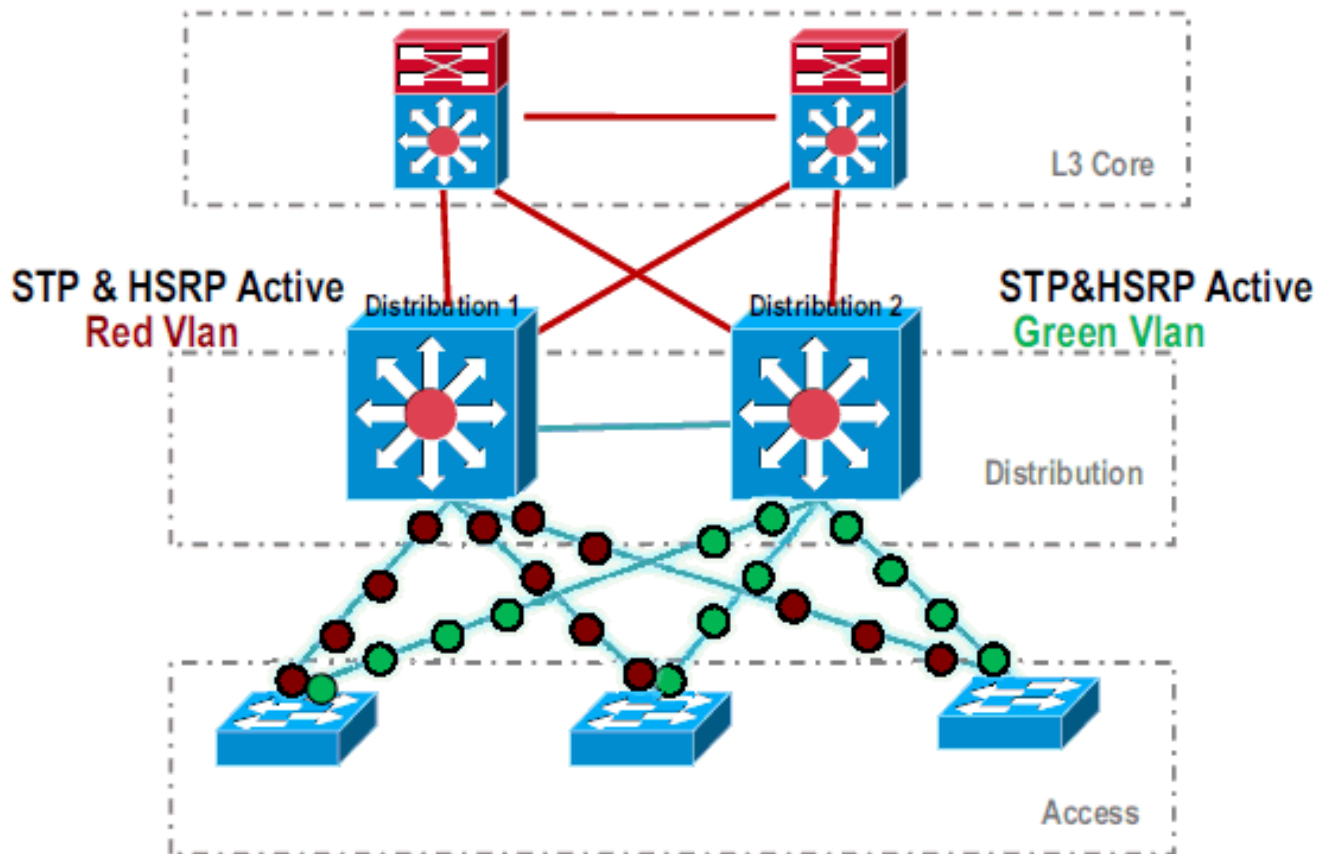 L3 Core
STP & HSRP Active
Red Vlan
Distribution 1
Distribution 2
STP&HSRP Active
Green Vlan
Distribution
Access